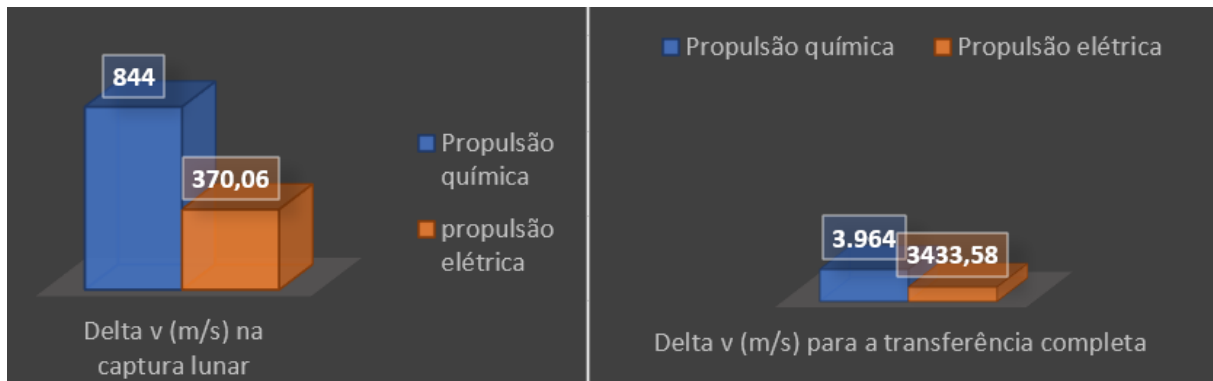 844
370,06
Propulsão
química
propulsão
elétrica
Delta v (m/s) na
captura lunar
Propulsão química
Propulsão elétrica
3.964
3433,58
Delta v (m/s) para a transferência completa